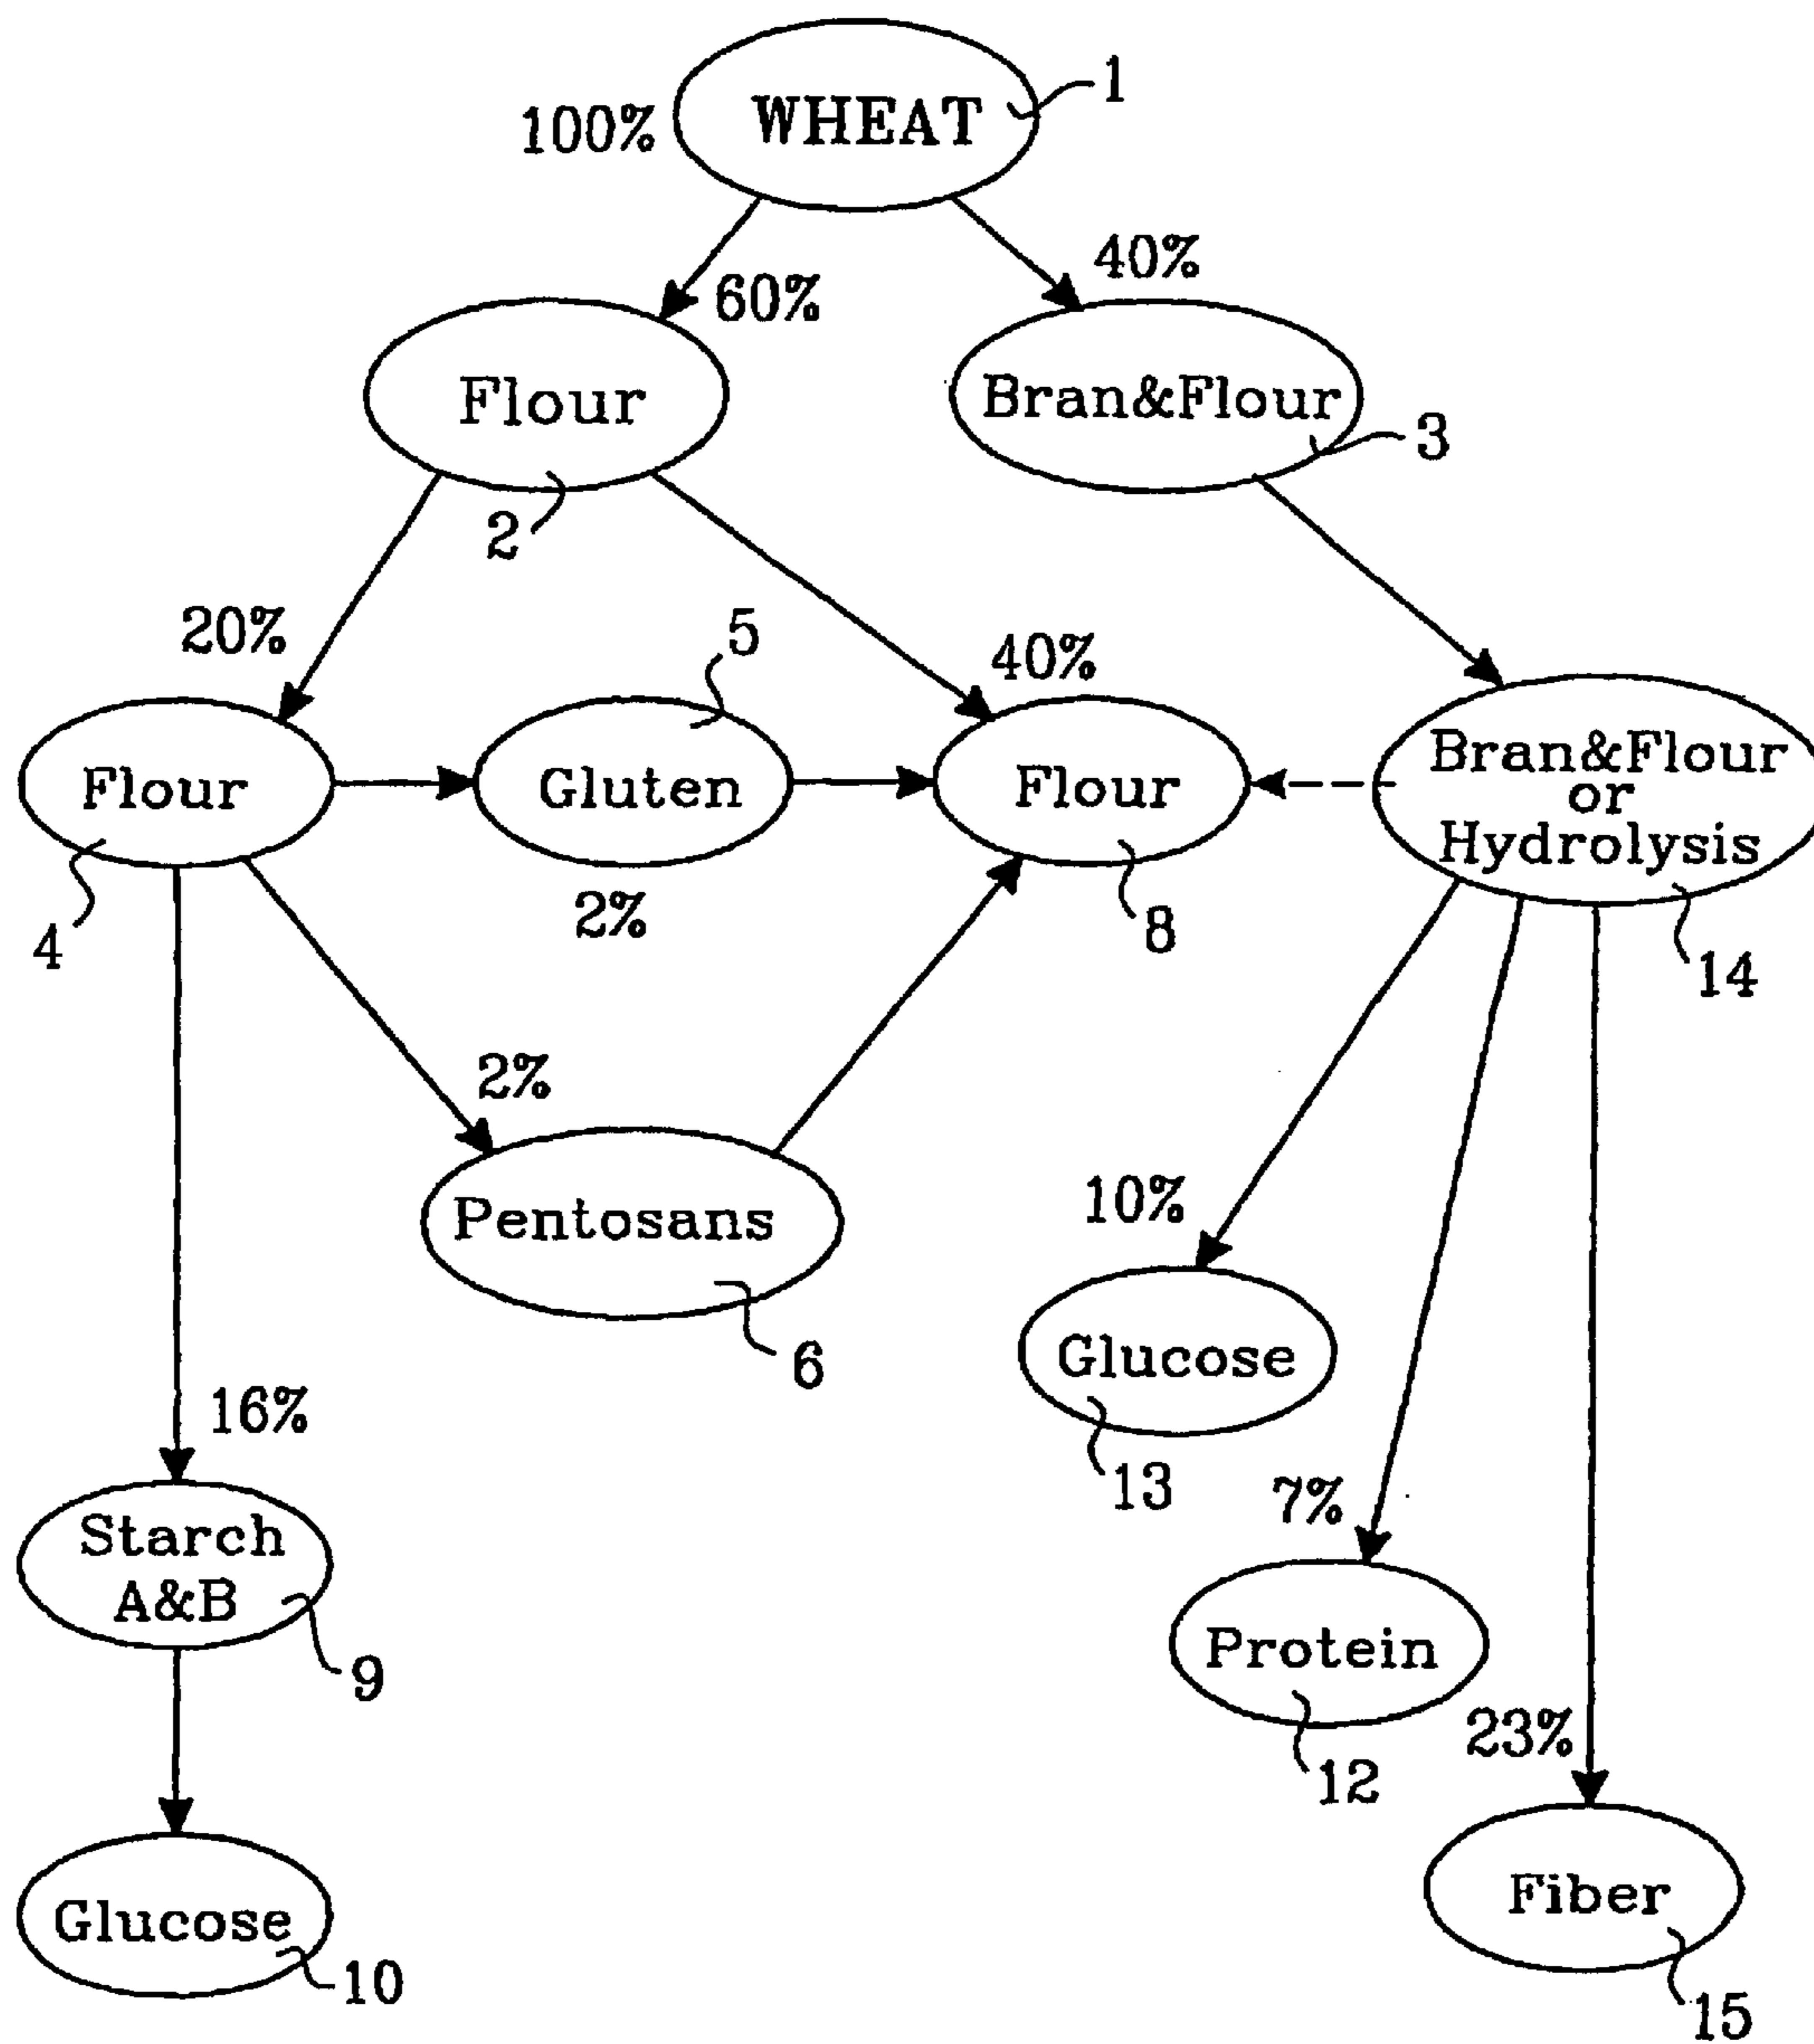 1
100%
WHEAT
40%
60%
Flour
Bran&Flour
3
2
20%
5
40%
Flour
Gluten
Flour
Bran&Flour
or
Hydrolysis
4
2%
8
14
2%
Pentosans
10%
6
Glucose
16%
13
7%
Starch
A&B
9
Protein
23%
12
Glucose
Fiber
10
15